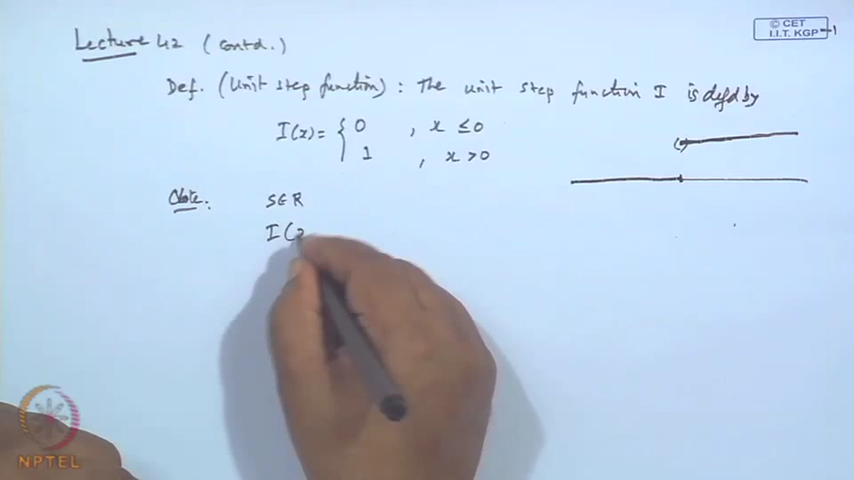 Lecture 42 (contd.)
© CET
I.I.T. KGP
Def. (Unit step function) : The unit step function I is defd by
I(x) = { 0 , x ≤ 0
1 , x > 0
Note. S ∈ R
I(
NPTEL